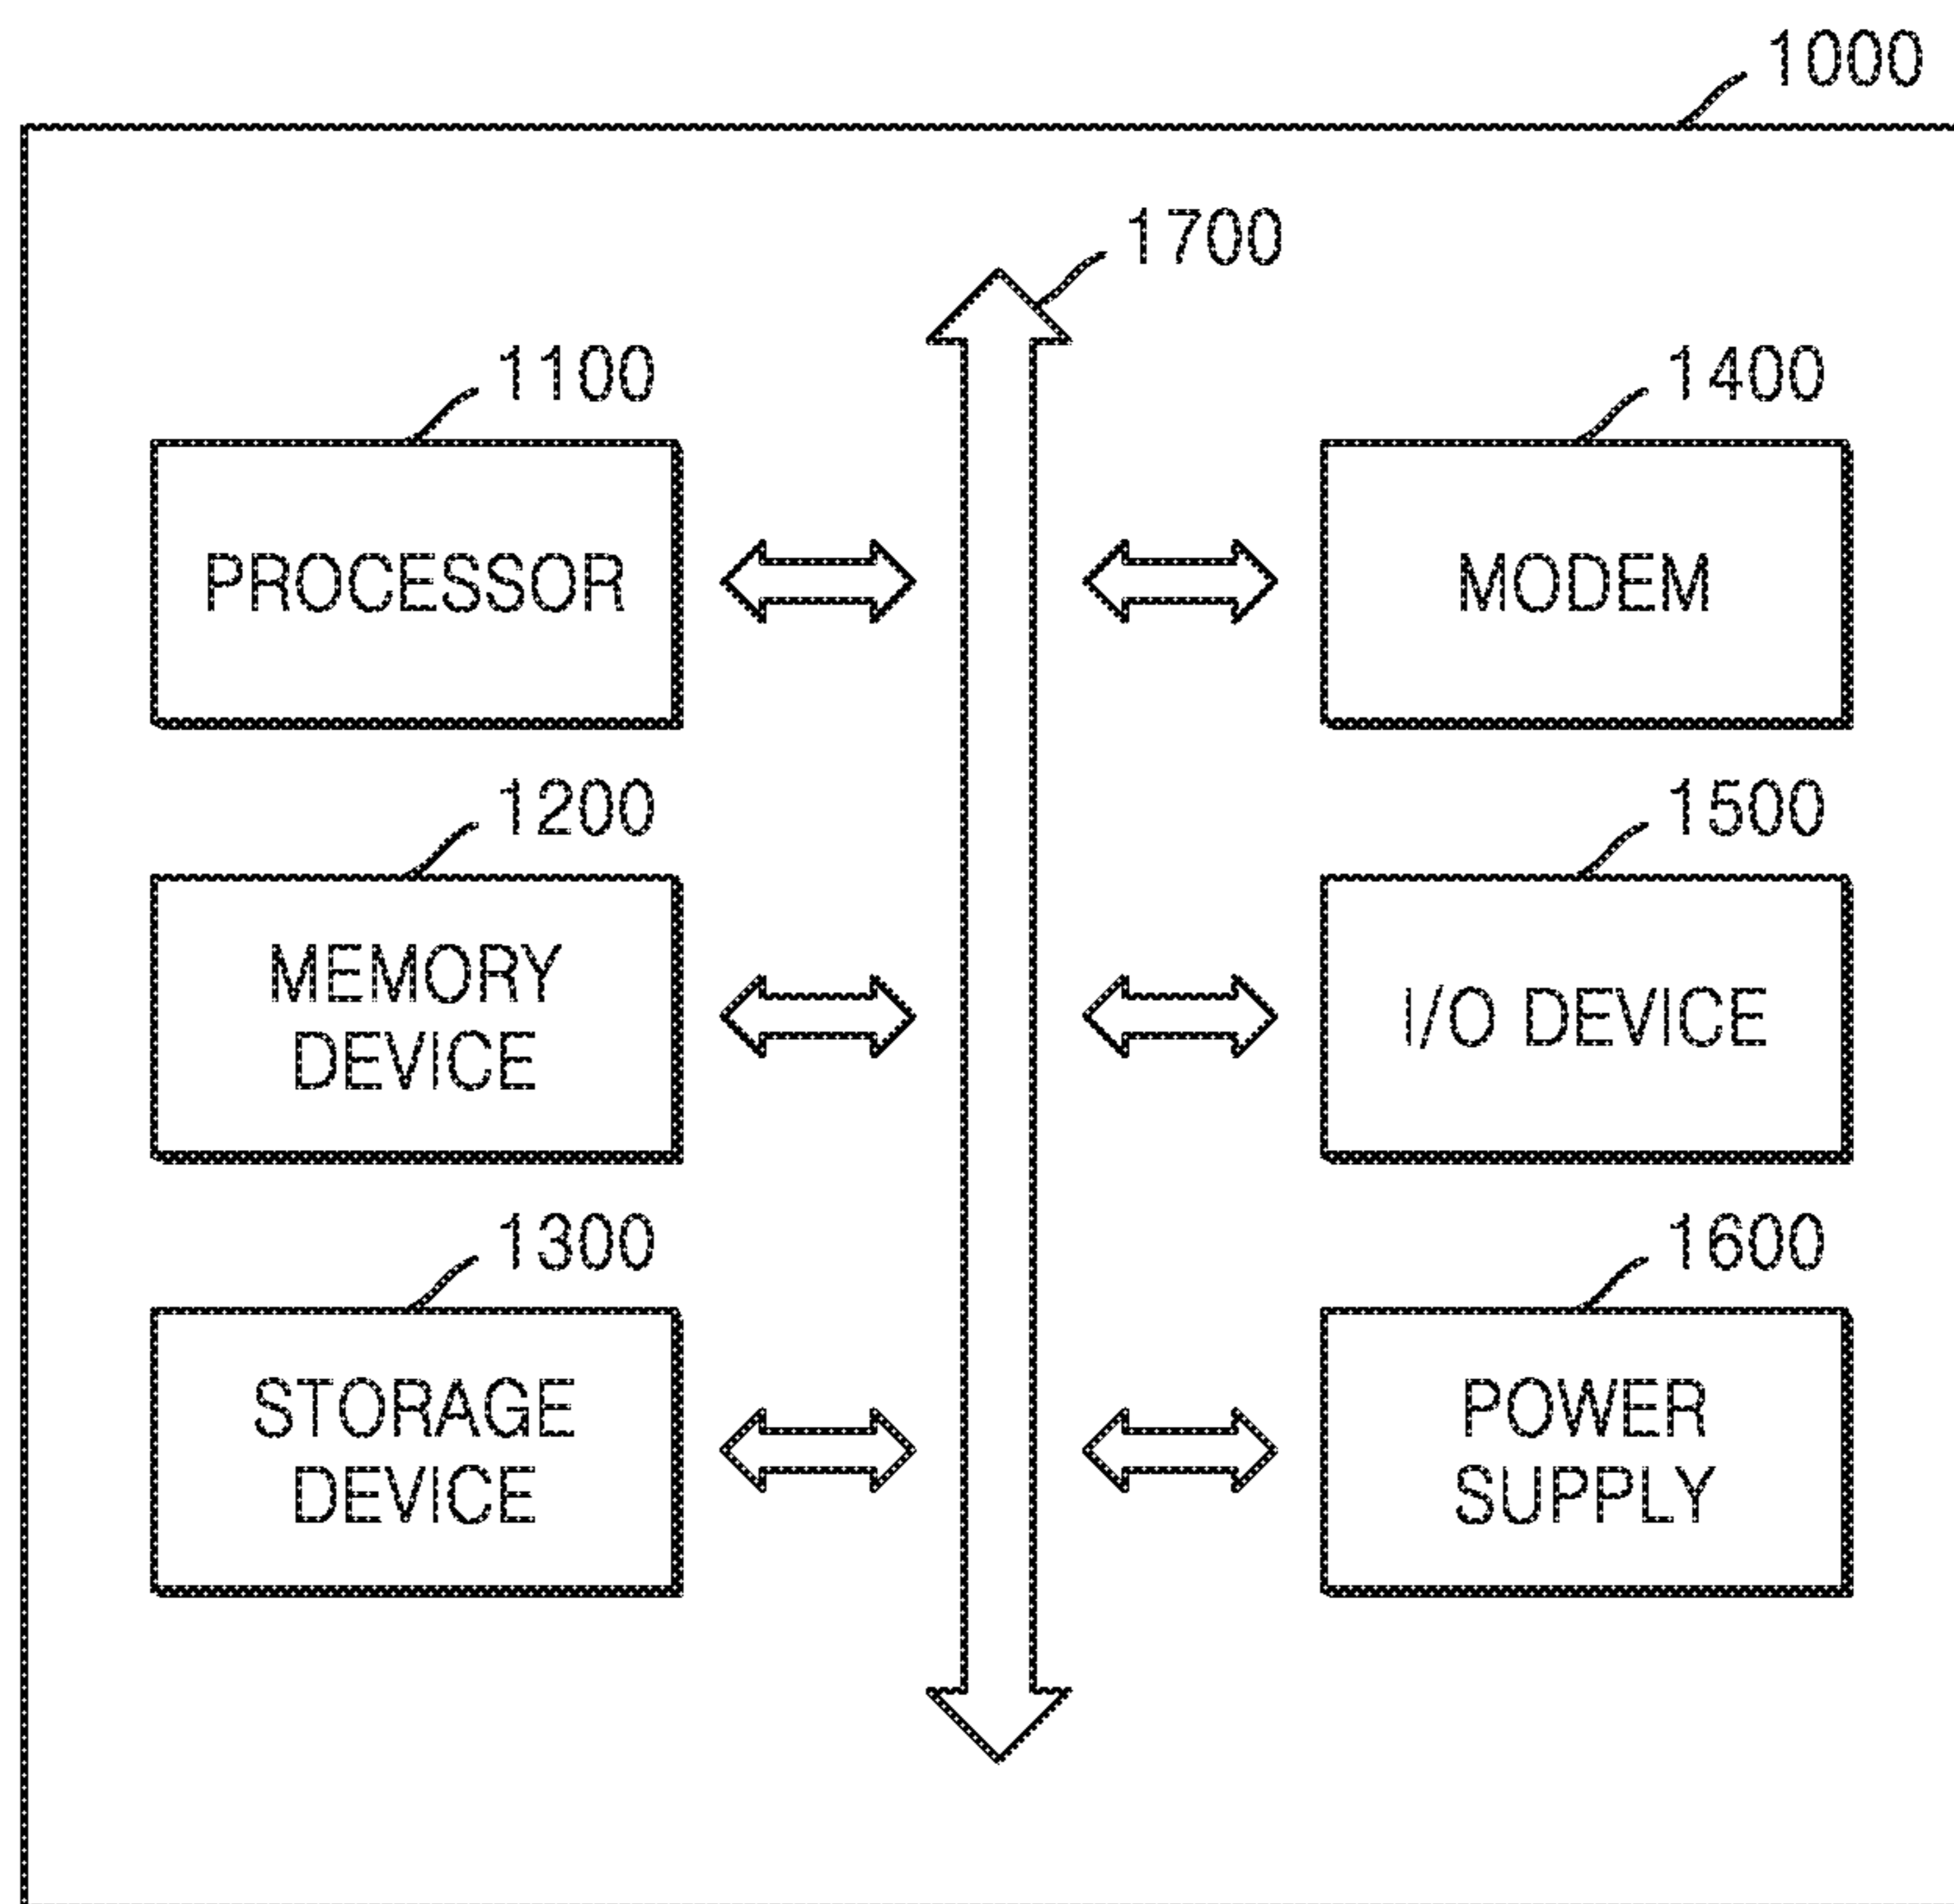 1000
1700
1100
PROCESSOR
1400
MODEM
1200
MEMORY
DEVICE
1500
I/O DEVICE
1300
STORAGE
DEVICE
1600
POWER
SUPPLY